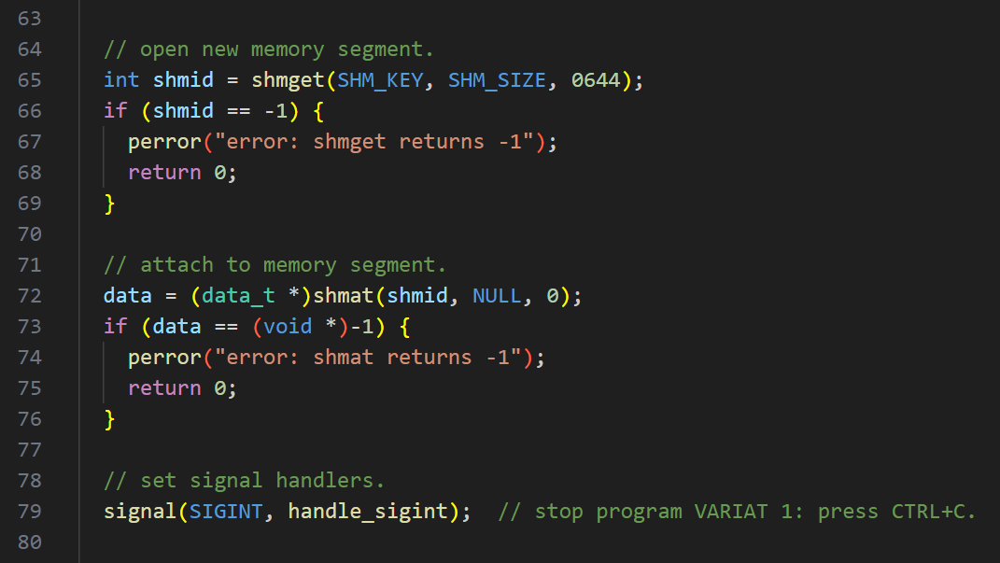 63
64 // open new memory segment.
65 int shmid = shmget(SHM_KEY, SHM_SIZE, 0644);
66 if (shmid == -1) {
67 perror("error: shmget returns -1");
68 return 0;
69 }
70
71 // attach to memory segment.
72 data = (data_t *)shmat(shmid, NULL, 0);
73 if (data == (void *)-1) {
74 perror("error: shmat returns -1");
75 return 0;
76 }
77
78 // set signal handlers.
79 signal(SIGINT, handle_sigint);  // stop program VARIAT 1: press CTRL+C.
80